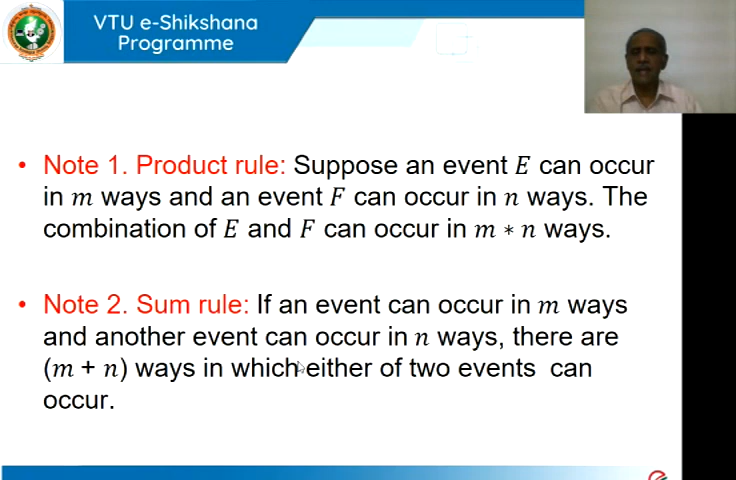 VTU e-Shikshana
Programme
• Note 1. Product rule: Suppose an event E can occur
in m ways and an event F can occur in n ways. The
combination of E and F can occur in m ∗ n ways.
• Note 2. Sum rule: If an event can occur in m ways
and another event can occur in n ways, there are
(m + n) ways in which either of two events can
occur.